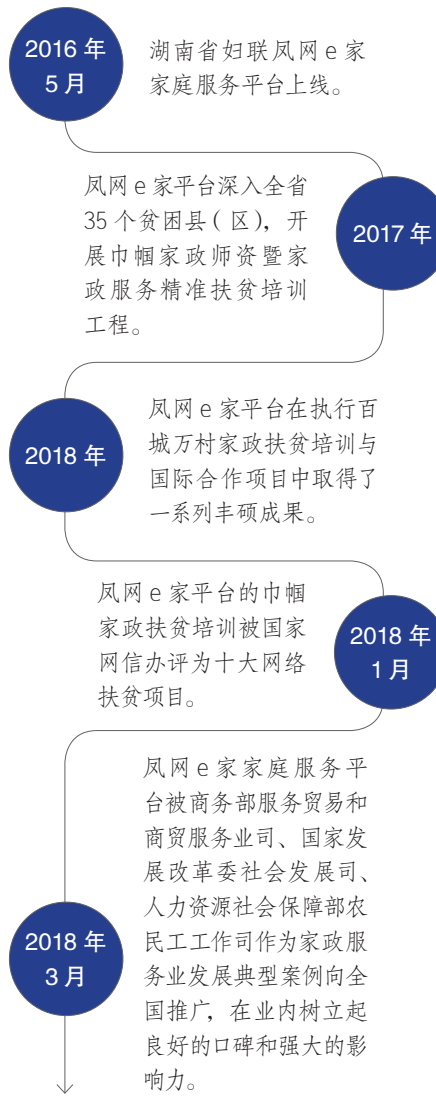 2016 年
5 月
湖南省妇联凤网 e 家
家庭服务平台上线。
凤网 e 家平台深入全省
35 个贫困县 ( 区)，开
展巾帼家政师资暨家
政服务精准扶贫培训
工程。
2017 年
2018 年
凤网 e 家平台在执行百
城万村家政扶贫培训与
国际合作项目中取得了
一系列丰硕成果。
凤网 e 家平台的巾帼
家政扶贫培训被国家
网信办评为十大网络
扶贫项目。
2018 年
1 月
2018 年
3 月
凤网 e 家家庭服务平
台被商务部服务贸易和
商贸服务业司、国家发
展改革委社会发展司、
人力资源社会保障部农
民工工作司作为家政服
务业发展典型案例向全
国推广，在业内树立起
良好的口碑和强大的影
响力。